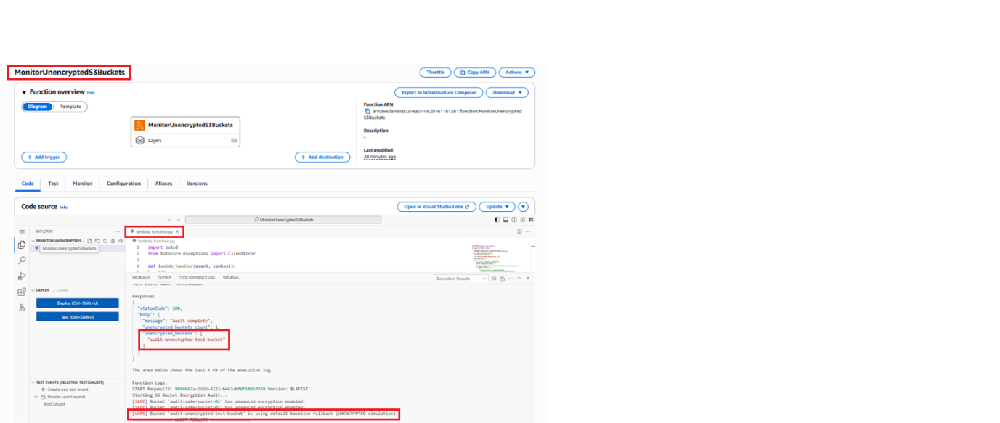 MonitorUnencryptedS3Buckets
Throttle
Copy ARN
Actions
Function overview Info
Export to Infrastructure Composer
Download
Diagram
Template
MonitorUnencryptedS3Buckets
Layers (0)
+ Add trigger
+ Add destination
Function ARN
arn:aws:lambda:us-east-1:629161161381:function:MonitorUnencrypted
S3Buckets
Description
-
Last modified
28 minutes ago
Code Test Monitor Configuration Aliases Versions
Code source Info
Open in Visual Studio Code
Update
MonitorUnencryptedS3Buckets
EXPLORER
MONITORUNENCRYPTEDS...
MonitorUnencryptedS3Buckets
lambda_function.py
lambda_function.py
1 import boto3
2 from botocore.exceptions import ClientError
3
4 def lambda_handler(event, context):
PROBLEMS OUTPUT CODE REFERENCE LOG TERMINAL
Execution Results
DEPLOY Current
Deploy (Ctrl+Shift+U)
Test (Ctrl+Shift+I)
Test Event Name: TestS3Audit
Response:
{
"statusCode": 200,
"body": {
"message": "Audit complete",
"unencrypted_buckets_count": 1,
"unencrypted_buckets": [
"audit-unencrypted-test-bucket"
]
}
}
The area below shows the last 4 KB of the execution log.
Function Logs:
START RequestId: 8896b47a-2d2d-4223-b463-bf0510167928 Version: $LATEST
Starting S3 Bucket Encryption Audit...
[SAFE] Bucket 'audit-safe-bucket-01' has advanced encryption enabled.
[SAFE] Bucket 'audit-safe-bucket-02' has advanced encryption enabled.
[WARN] Bucket 'audit-unencrypted-test-bucket' is using default baseline fallback (UNENCRYPTED simulation).
AUDIT RESULTS
TEST EVENTS [SELECTED: TESTS3AUDIT]
+ Create new test event
Private saved events
TestS3Audit